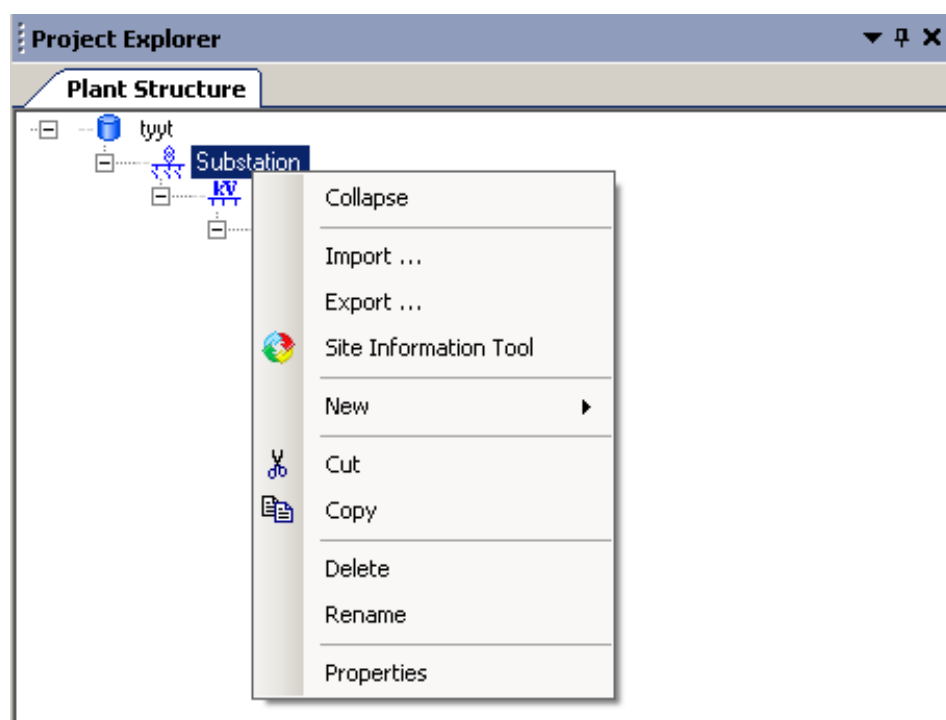 Project Explorer
Plant Structure
tyyt
Substation
kV
Collapse
Import ...
Export ...
Site Information Tool
New
Cut
Copy
Delete
Rename
Properties